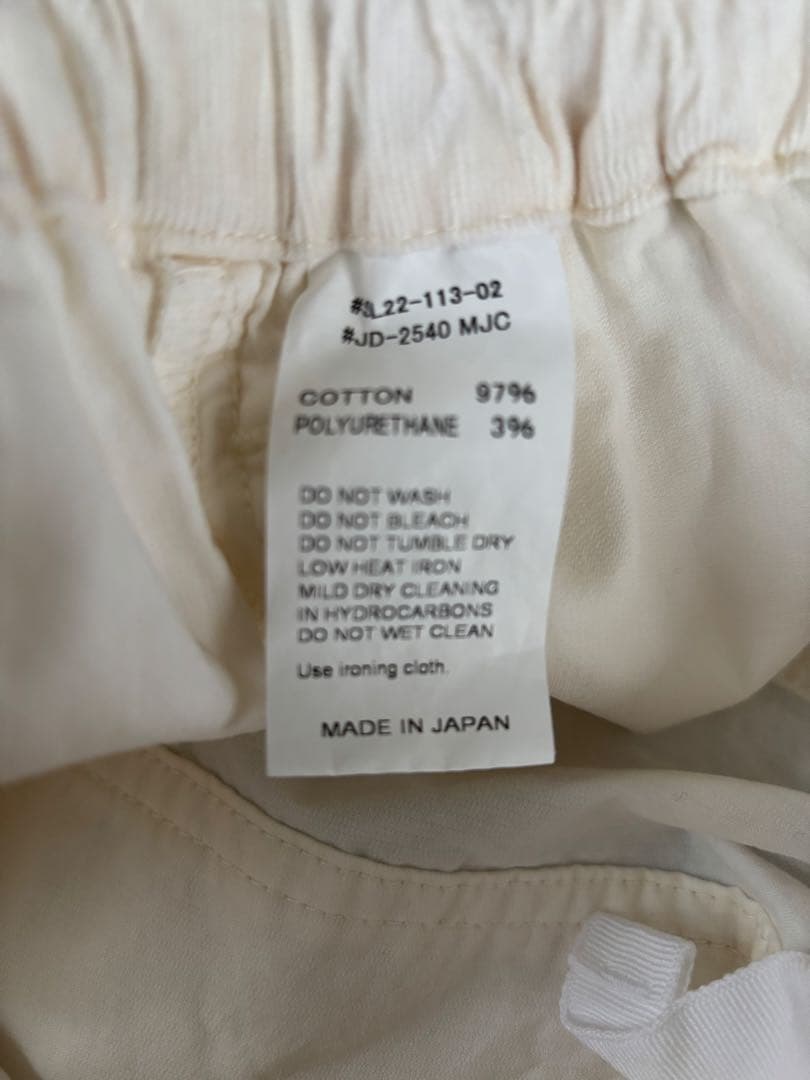 #SL22-113-02
#JD-2540 MJC
COTTON 97%
POLYURETHANE 3%
DO NOT WASH
DO NOT BLEACH
DO NOT TUMBLE DRY
LOW HEAT IRON
MILD DRY CLEANING
IN HYDROCARBONS
DO NOT WET CLEAN
Use ironing cloth.
MADE IN JAPAN